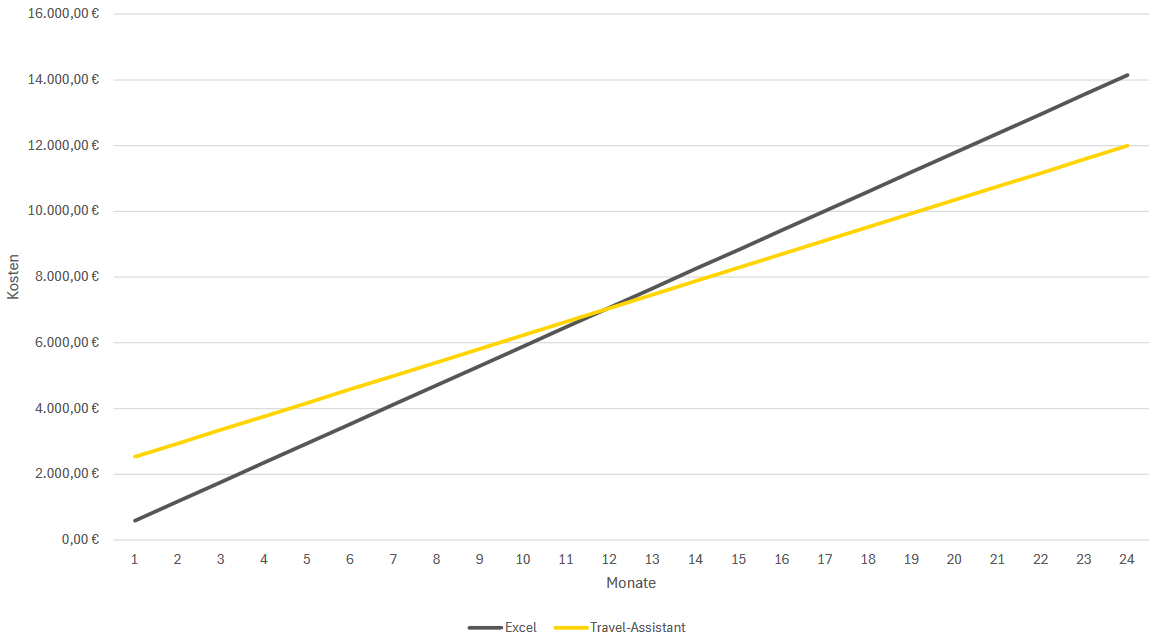 16.000,00 €
14.000,00 €
12.000,00 €
10.000,00 €
8.000,00 €
6.000,00 €
4.000,00 €
2.000,00 €
0,00 €
Kosten
1 2 3 4 5 6 7 8 9 10 11 12 13 14 15 16 17 18 19 20 21 22 23 24
Monate
Excel Travel-Assistant